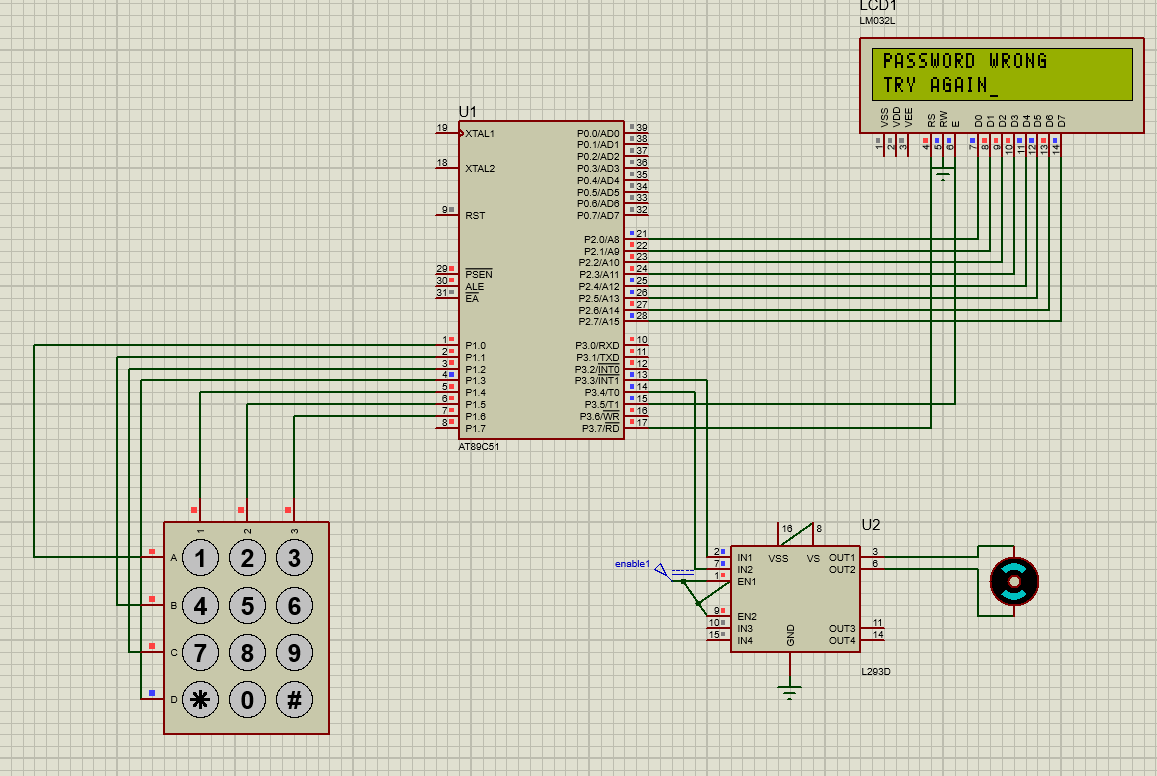 LCD1
LM032L
PASSWORD WRONG
TRY AGAIN_
VSS VDD VEE RS RW E D0 D1 D2 D3 D4 D5 D6 D7
1 2 3 4 5 6 7 8 9 10 11 12 13 14
U1
19 XTAL1 P0.0/AD0 39
P0.1/AD1 38
P0.2/AD2 37
18 XTAL2 P0.3/AD3 36
P0.4/AD4 35
P0.5/AD5 34
P0.6/AD6 33
9 RST P0.7/AD7 32
P2.0/A8 21
P2.1/A9 22
P2.2/A10 23
29 PSEN P2.3/A11 24
30 ALE P2.4/A12 25
31 EA P2.5/A13 26
P2.6/A14 27
P2.7/A15 28
1 P1.0 P3.0/RXD 10
2 P1.1 P3.1/TXD 11
3 P1.2 P3.2/INT0 12
4 P1.3 P3.3/INT1 13
5 P1.4 P3.4/T0 14
6 P1.5 P3.5/T1 15
7 P1.6 P3.6/WR 16
8 P1.7 P3.7/RD 17
AT89C51
1 2 3
A 1 2 3
B 4 5 6
C 7 8 9
D * 0 #
U2
16 8
VSS VS
enable1
2 IN1 OUT1 3
7 IN2 OUT2 6
1 EN1
9 EN2
10 IN3 OUT3 11
15 IN4 OUT4 14
GND
L293D